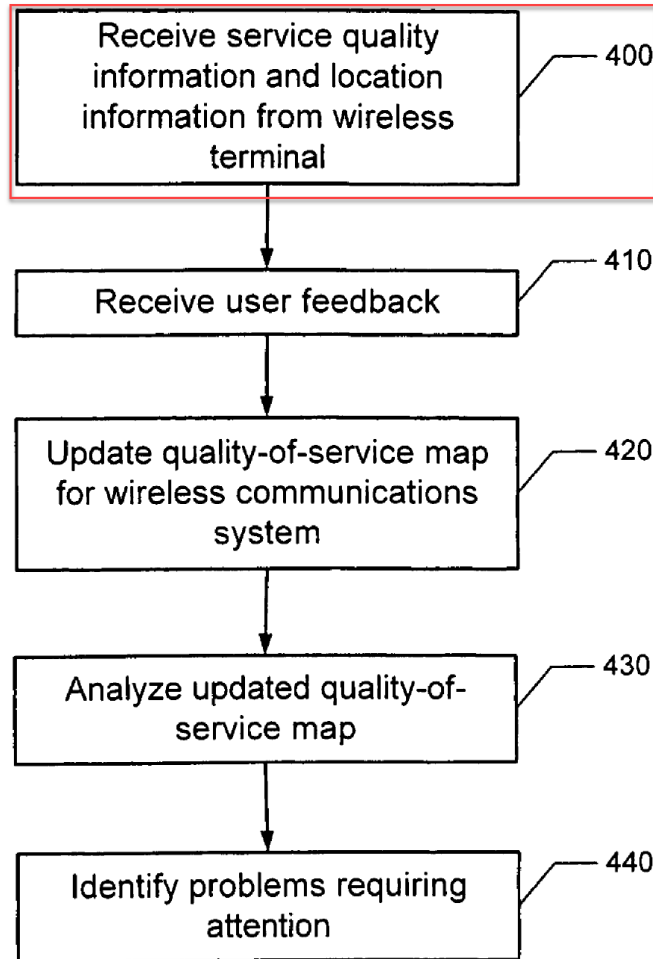 Receive service quality
information and location
information from wireless
terminal
400
Receive user feedback
410
Update quality-of-service map
for wireless communications
system
420
Analyze updated quality-of-
service map
430
Identify problems requiring
attention
440